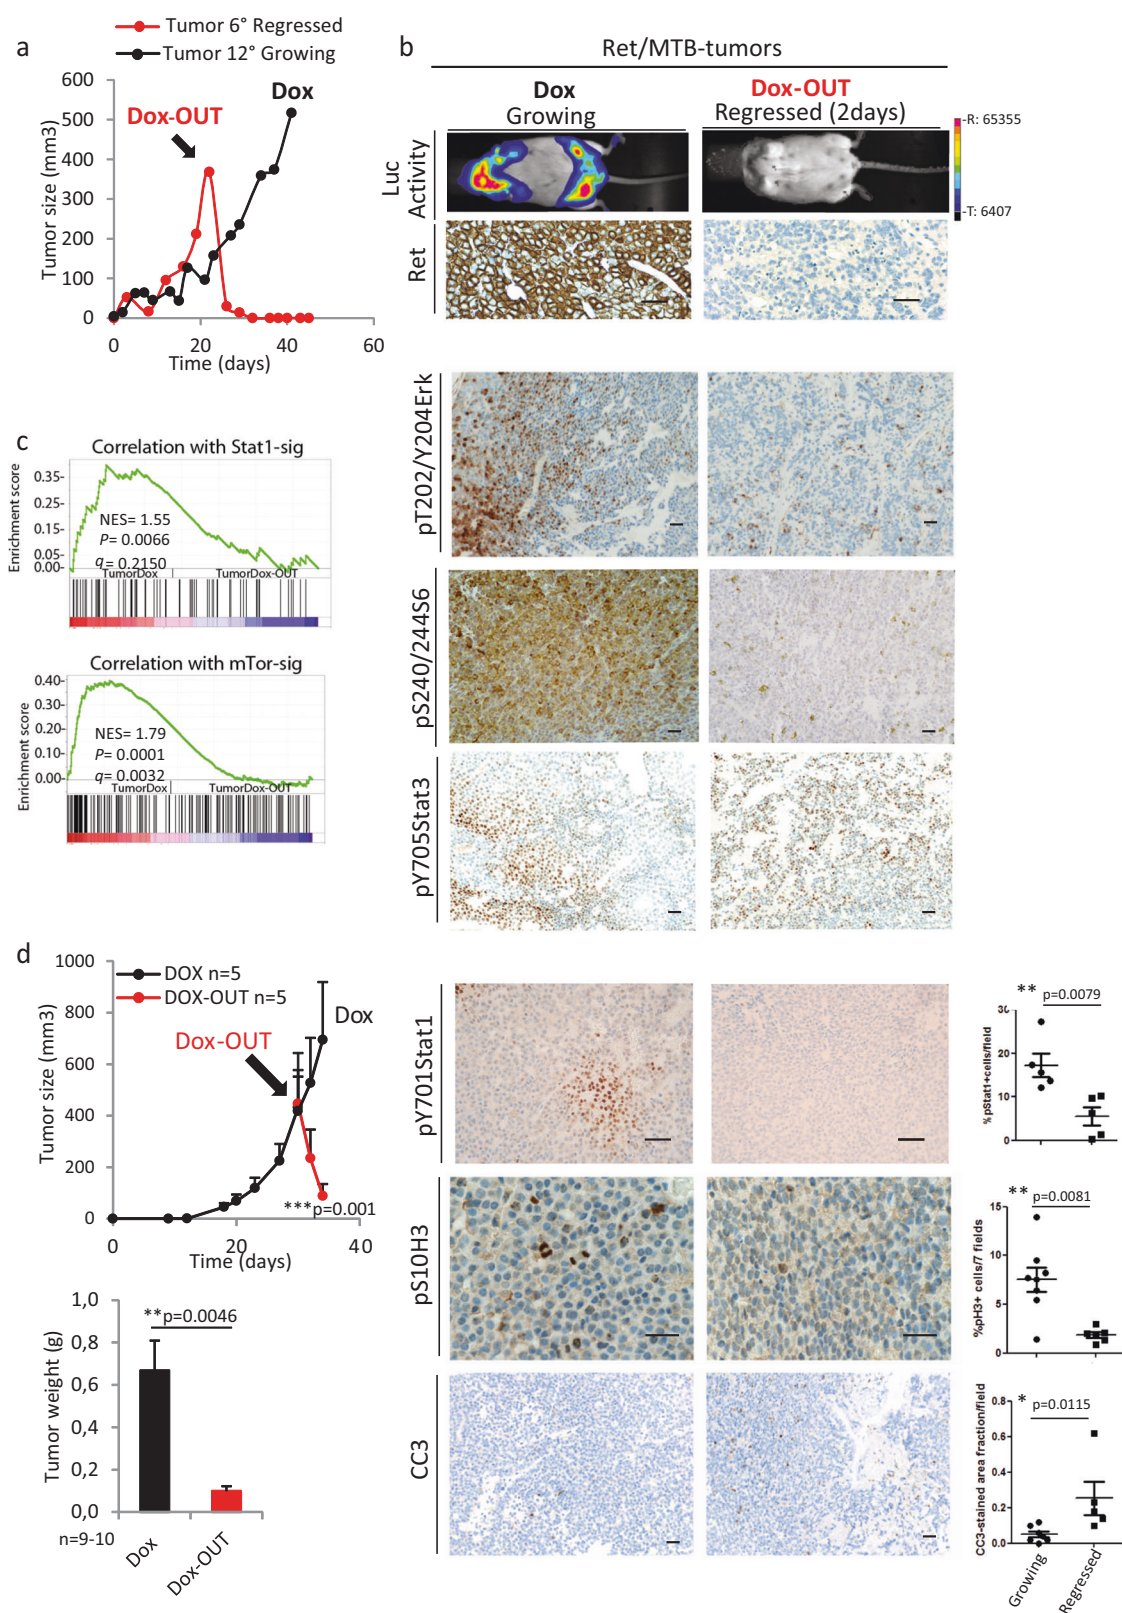 a
Tumor 6° Regressed
Tumor 12° Growing
600
500
400
300
200
100
0
Tumor size (mm3)
Dox-OUT
Dox
0
20
40
60
Time (days)
b
Ret/MTB-tumors
Dox
Growing
Dox-OUT
Regressed (2days)
Luc
Activity
-R: 65355
-T: 6407
Ret
pT202/Y204Erk
pS240/244S6
pY705Stat3
c
Correlation with Stat1-sig
Enrichment score
0.35-
0.25-
0.15-
0.05-
0.00-
NES= 1.55
P= 0.0066
q= 0.2150
TumorDox
TumorDox-OUT
Correlation with mTor-sig
Enrichment score
0.40-
0.30-
0.20-
0.10-
0.00-
NES= 1.79
P= 0.0001
q= 0.0032
TumorDox
TumorDox-OUT
d
1000
800
600
400
200
0
Tumor size (mm3)
DOX n=5
DOX-OUT n=5
Dox
Dox-OUT
***p=0.001
0
20
40
Time (days)
1,0
0,8
0,6
0,4
0,2
0,0
Tumor weight (g)
**p=0.0046
n=9-10
Dox
Dox-OUT
pY701Stat1
** p=0.0079
30
20
10
0
%pStat1+cells/field
pS10H3
** p=0.0081
15
10
5
0
%pH3+ cells/7 fields
CC3
* p=0.0115
0.8
0.6
0.4
0.2
0.0
CC3-stained area fraction/field
Growing
Regressed